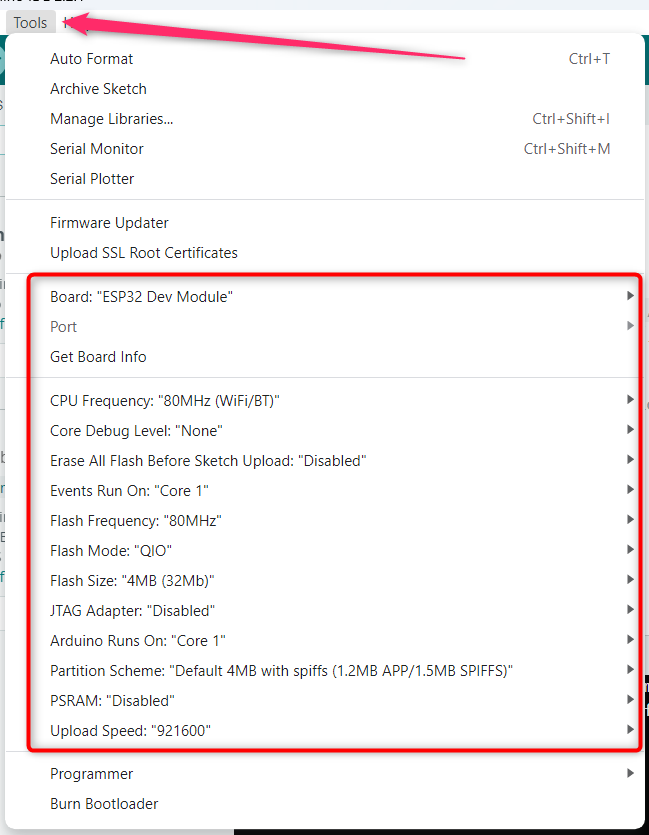 Tools
Auto Format Ctrl+T
Archive Sketch
Manage Libraries... Ctrl+Shift+I
Serial Monitor Ctrl+Shift+M
Serial Plotter
Firmware Updater
Upload SSL Root Certificates
Board: "ESP32 Dev Module"
Port
Get Board Info
CPU Frequency: "80MHz (WiFi/BT)"
Core Debug Level: "None"
Erase All Flash Before Sketch Upload: "Disabled"
Events Run On: "Core 1"
Flash Frequency: "80MHz"
Flash Mode: "QIO"
Flash Size: "4MB (32Mb)"
JTAG Adapter: "Disabled"
Arduino Runs On: "Core 1"
Partition Scheme: "Default 4MB with spiffs (1.2MB APP/1.5MB SPIFFS)"
PSRAM: "Disabled"
Upload Speed: "921600"
Programmer
Burn Bootloader